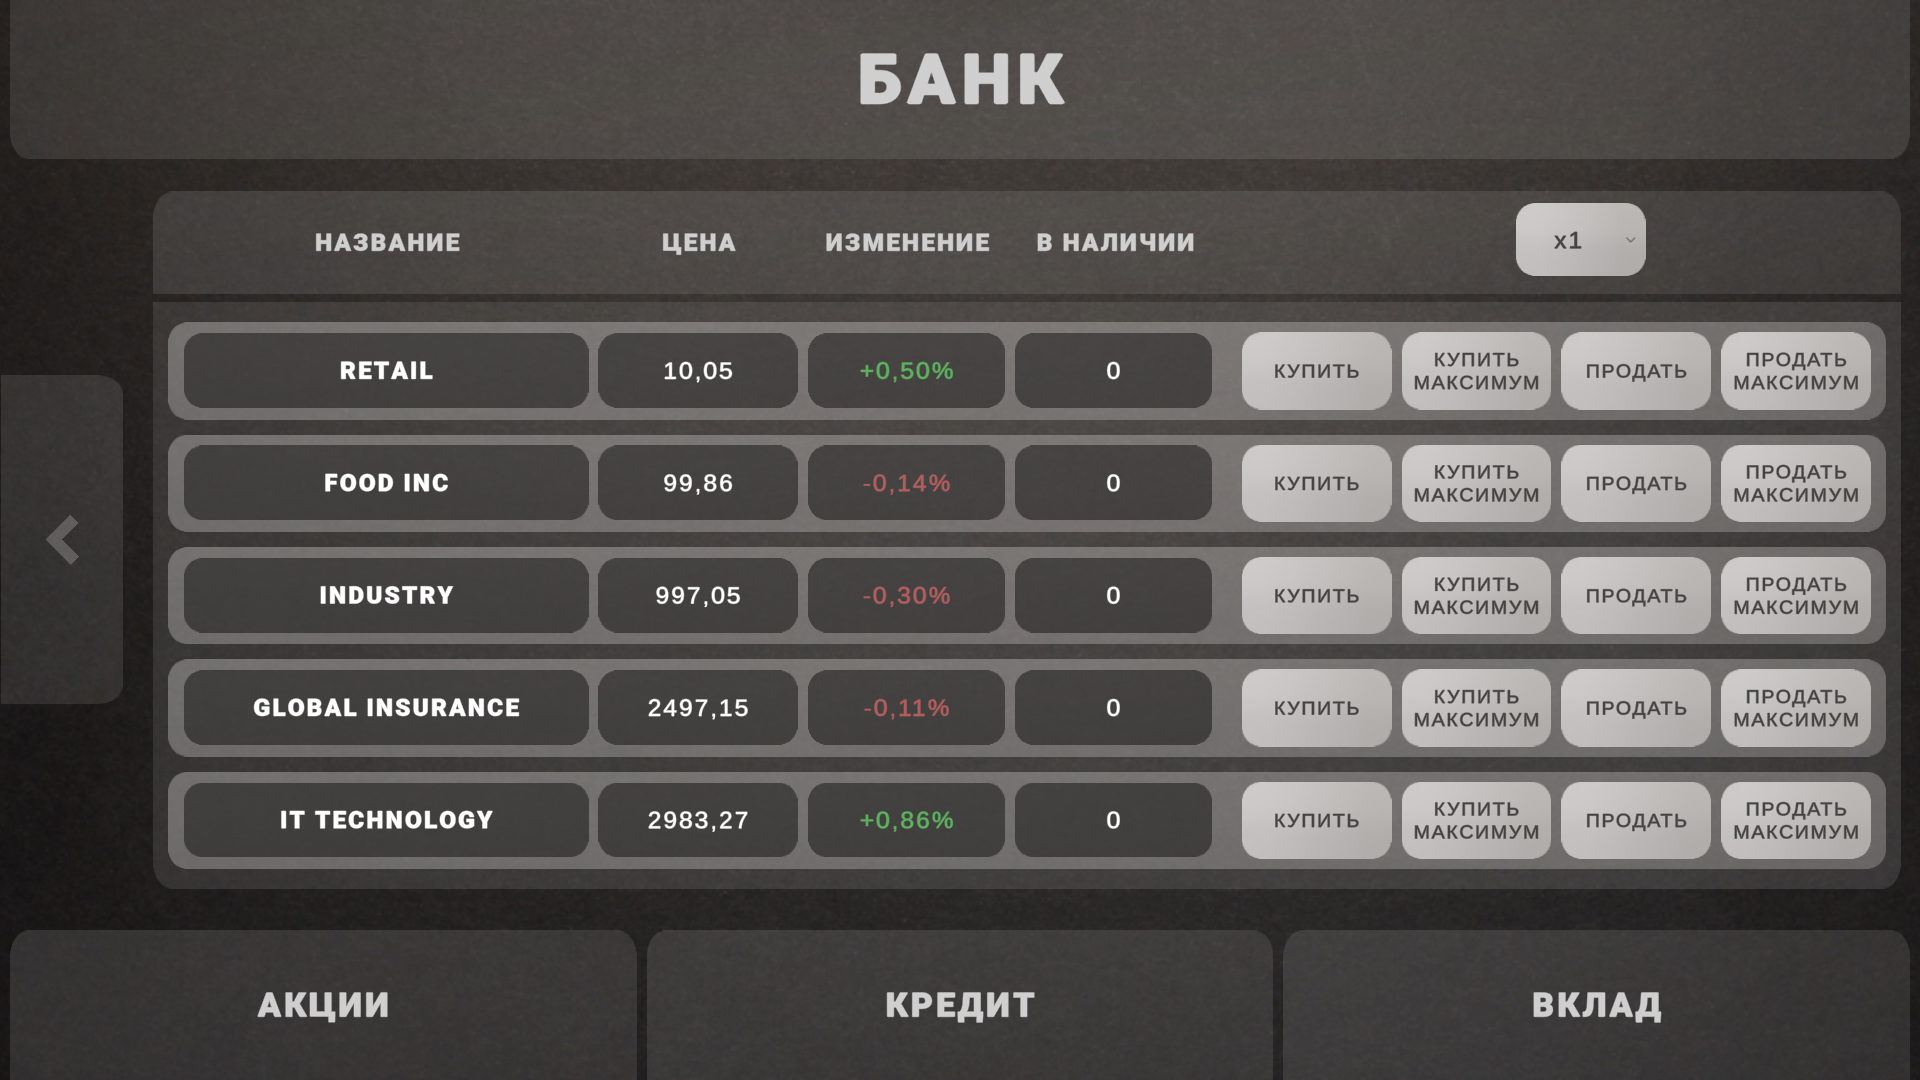 БАНК
НАЗВАНИЕ ЦЕНА ИЗМЕНЕНИЕ В НАЛИЧИИ x1
RETAIL 10,05 +0,50% 0 КУПИТЬ КУПИТЬ МАКСИМУМ ПРОДАТЬ ПРОДАТЬ МАКСИМУМ
FOOD INC 99,86 -0,14% 0 КУПИТЬ КУПИТЬ МАКСИМУМ ПРОДАТЬ ПРОДАТЬ МАКСИМУМ
INDUSTRY 997,05 -0,30% 0 КУПИТЬ КУПИТЬ МАКСИМУМ ПРОДАТЬ ПРОДАТЬ МАКСИМУМ
GLOBAL INSURANCE 2497,15 -0,11% 0 КУПИТЬ КУПИТЬ МАКСИМУМ ПРОДАТЬ ПРОДАТЬ МАКСИМУМ
IT TECHNOLOGY 2983,27 +0,86% 0 КУПИТЬ КУПИТЬ МАКСИМУМ ПРОДАТЬ ПРОДАТЬ МАКСИМУМ
АКЦИИ КРЕДИТ ВКЛАД